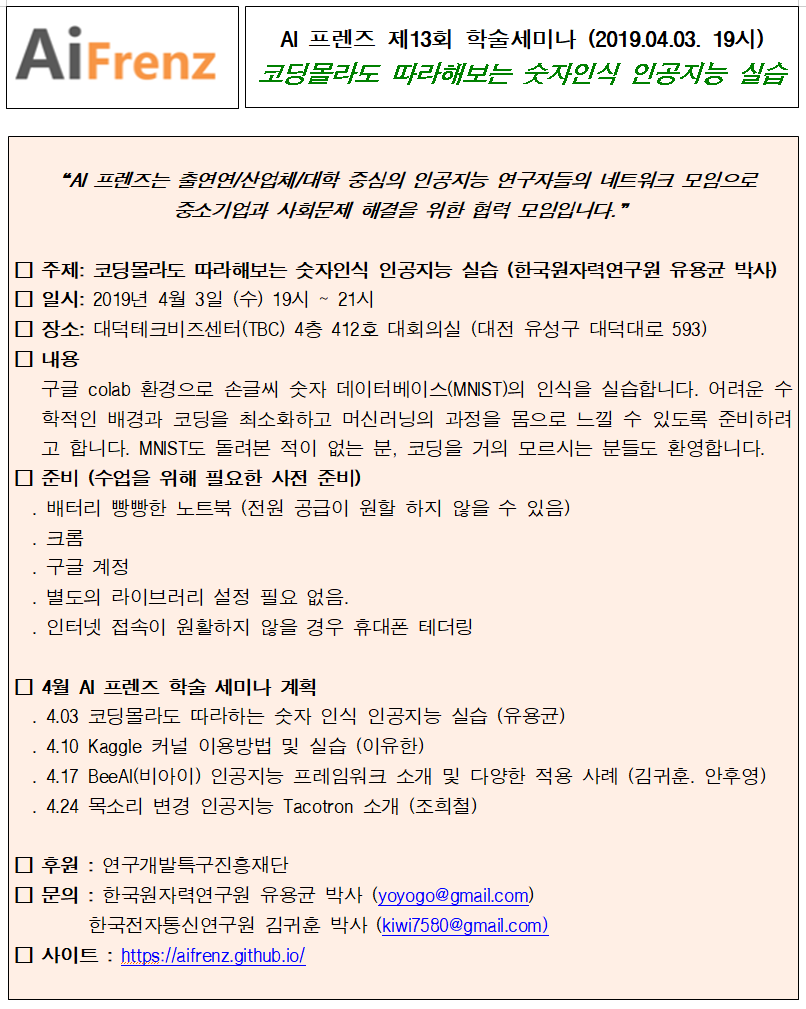 AiFrenz
AI 프렌즈 제13회 학술세미나 (2019.04.03. 19시)
코딩몰라도 따라해보는 숫자인식 인공지능 실습
❝AI 프렌즈는 출연연/산업체/대학 중심의 인공지능 연구자들의 네트워크 모임으로
중소기업과 사회문제 해결을 위한 협력 모임입니다.❞
□ 주제: 코딩몰라도 따라해보는 숫자인식 인공지능 실습 (한국원자력연구원 유용균 박사)
□ 일시: 2019년 4월 3일 (수) 19시 ~ 21시
□ 장소: 대덕테크비즈센터(TBC) 4층 412호 대회의실 (대전 유성구 대덕대로 593)
□ 내용
구글 colab 환경으로 손글씨 숫자 데이터베이스(MNIST)의 인식을 실습합니다. 어려운 수
학적인 배경과 코딩을 최소화하고 머신러닝의 과정을 몸으로 느낄 수 있도록 준비하려
고 합니다. MNIST도 돌려본 적이 없는 분, 코딩을 거의 모르시는 분들도 환영합니다.
□ 준비 (수업을 위해 필요한 사전 준비)
. 배터리 빵빵한 노트북 (전원 공급이 원할 하지 않을 수 있음)
. 크롬
. 구글 계정
. 별도의 라이브러리 설정 필요 없음.
. 인터넷 접속이 원활하지 않을 경우 휴대폰 테더링
□ 4월 AI 프렌즈 학술 세미나 계획
. 4.03 코딩몰라도 따라하는 숫자 인식 인공지능 실습 (유용균)
. 4.10 Kaggle 커널 이용방법 및 실습 (이유한)
. 4.17 BeeAI(비아이) 인공지능 프레임워크 소개 및 다양한 적용 사례 (김귀훈. 안후영)
. 4.24 목소리 변경 인공지능 Tacotron 소개 (조희철)
□ 후원 : 연구개발특구진흥재단
□ 문의 : 한국원자력연구원 유용균 박사 (yoyogo@gmail.com)
한국전자통신연구원 김귀훈 박사 (kiwi7580@gmail.com)
□ 사이트 : https://aifrenz.github.io/